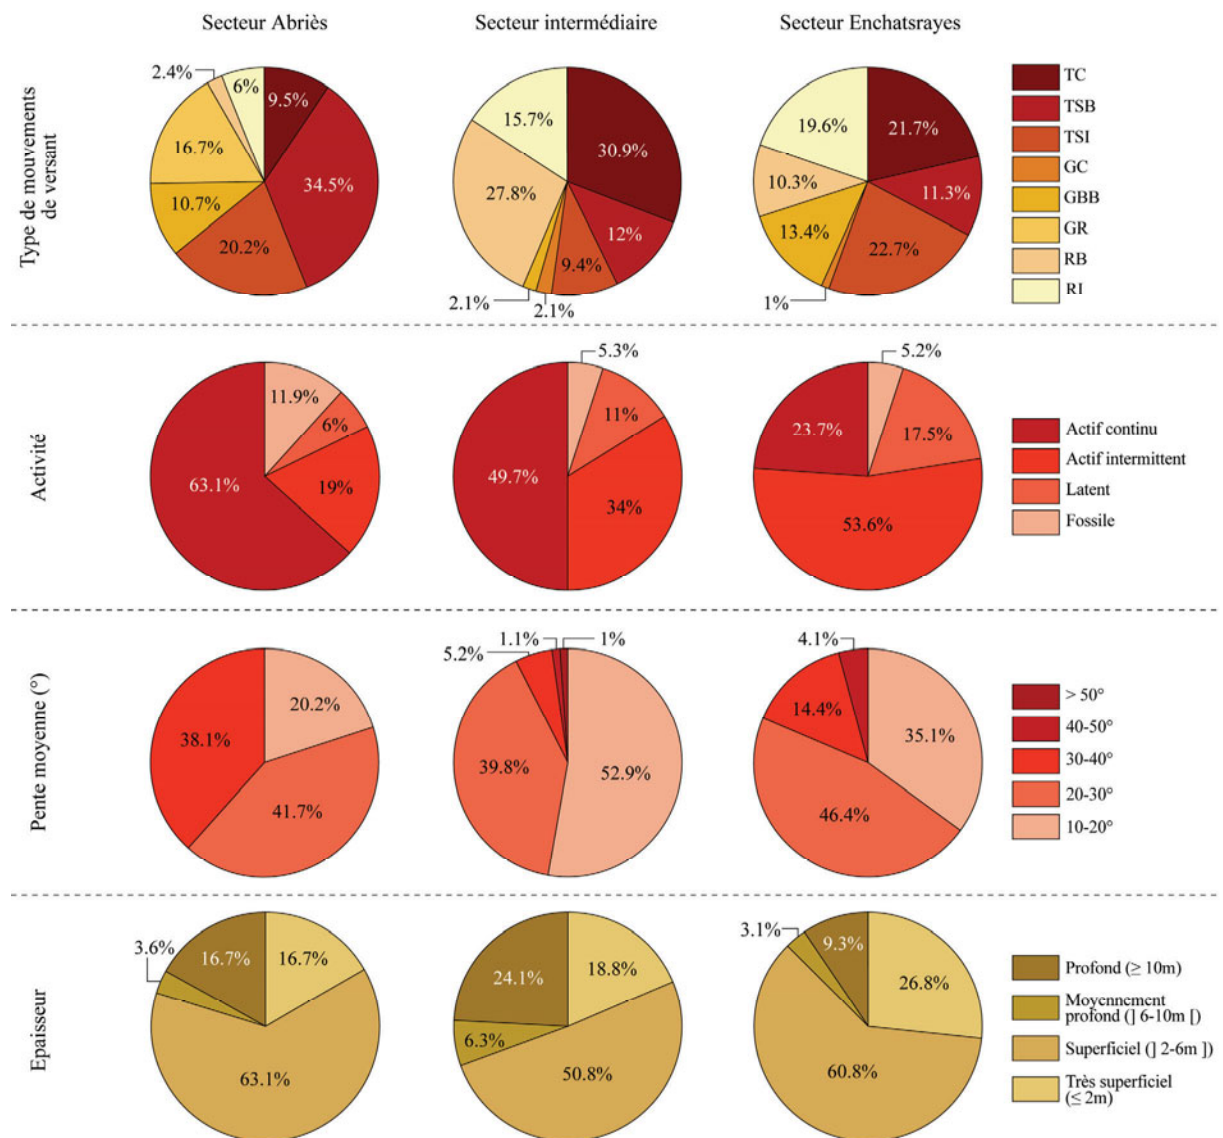 Secteur Abriès
Secteur intermédiaire
Secteur Enchatsrayes
Type de mouvements
de versant
2.4%
6%
9.5%
16.7%
34.5%
10.7%
20.2%
15.7%
30.9%
27.8%
12%
9.4%
2.1%
2.1%
19.6%
21.7%
10.3%
11.3%
13.4%
22.7%
1%
TC
TSB
TSI
GC
GBB
GR
RB
RI
Activité
11.9%
6%
63.1%
19%
5.3%
11%
49.7%
34%
5.2%
23.7%
17.5%
53.6%
Actif continu
Actif intermittent
Latent
Fossile
Pente moyenne (°)
20.2%
38.1%
41.7%
1.1%
1%
5.2%
39.8%
52.9%
4.1%
14.4%
35.1%
46.4%
> 50°
40-50°
30-40°
20-30°
10-20°
Epaisseur
3.6%
16.7%
16.7%
63.1%
24.1%
18.8%
6.3%
50.8%
3.1%
9.3%
26.8%
60.8%
Profond (≥ 10m)
Moyennement
profond (] 6-10m [)
Superficiel (] 2-6m ])
Très superficiel
(≤ 2m)